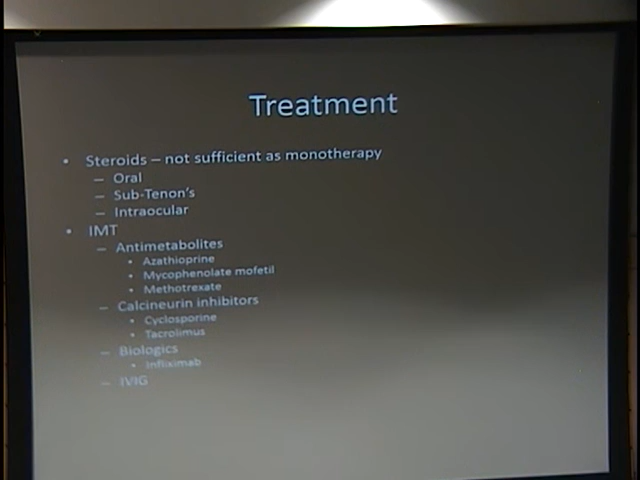 Treatment
• Steroids – not sufficient as monotherapy
– Oral
– Sub-Tenon's
– Intraocular
• IMT
– Antimetabolites
• Azathioprine
• Mycophenolate mofetil
• Methotrexate
– Calcineurin inhibitors
• Cyclosporine
• Tacrolimus
– Biologics
• Infliximab
– IVIG